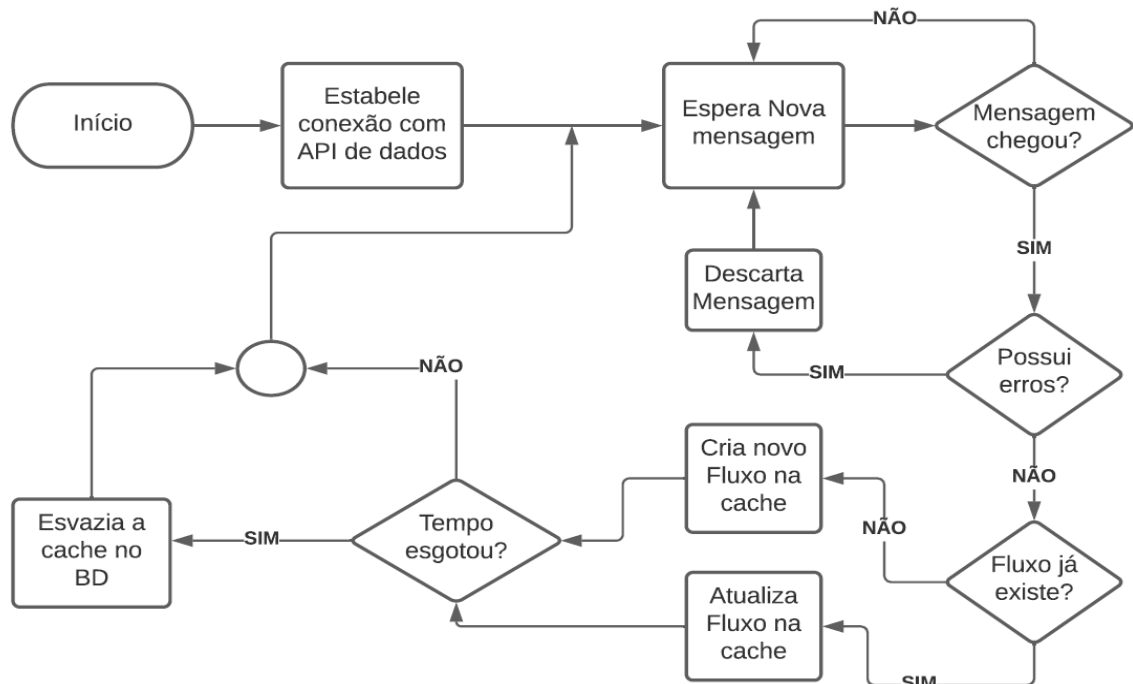 NÃO
Início
Estabele
conexão com
API de dados
Espera Nova
mensagem
Mensagem
chegou?
SIM
Descarta
Mensagem
Possui
erros?
SIM
NÃO
NÃO
Cria novo
Fluxo na
cache
NÃO
Fluxo já
existe?
Tempo
esgotou?
SIM
Esvazia a
cache no
BD
Atualiza
Fluxo na
cache
SIM